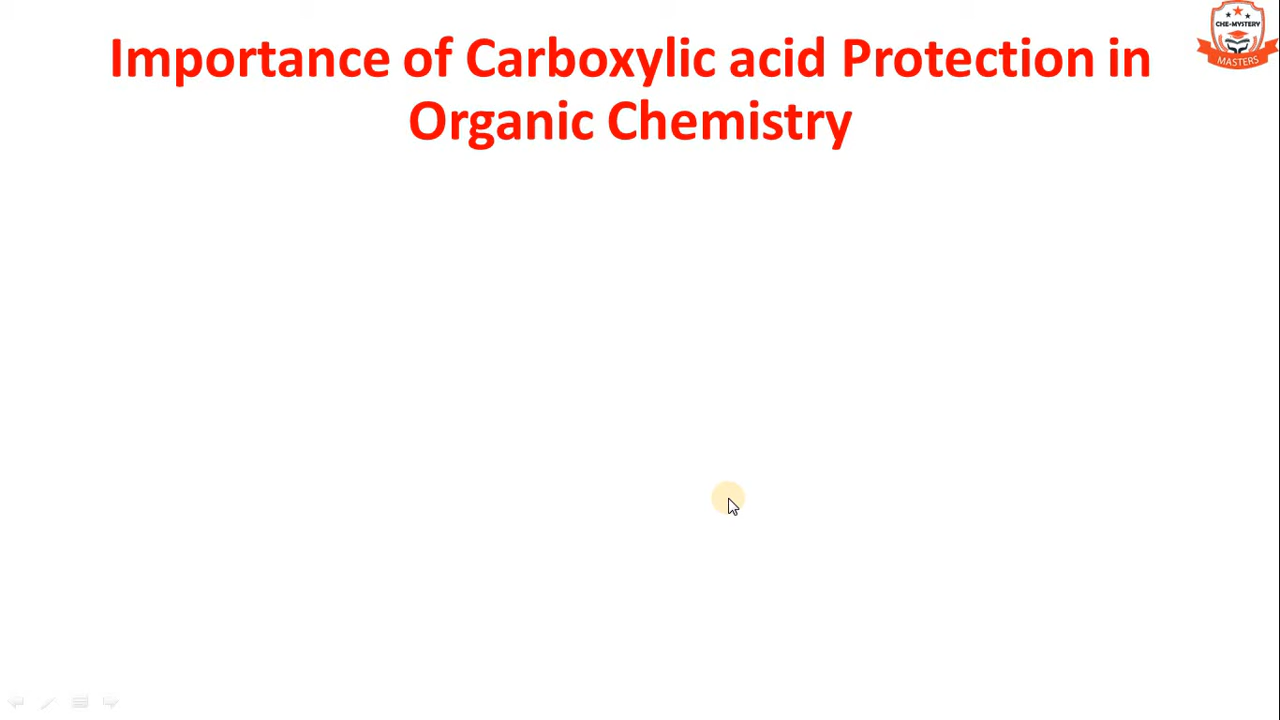 Importance of Carboxylic acid Protection in
Organic Chemistry
CHE-MYSTERY
MASTERS